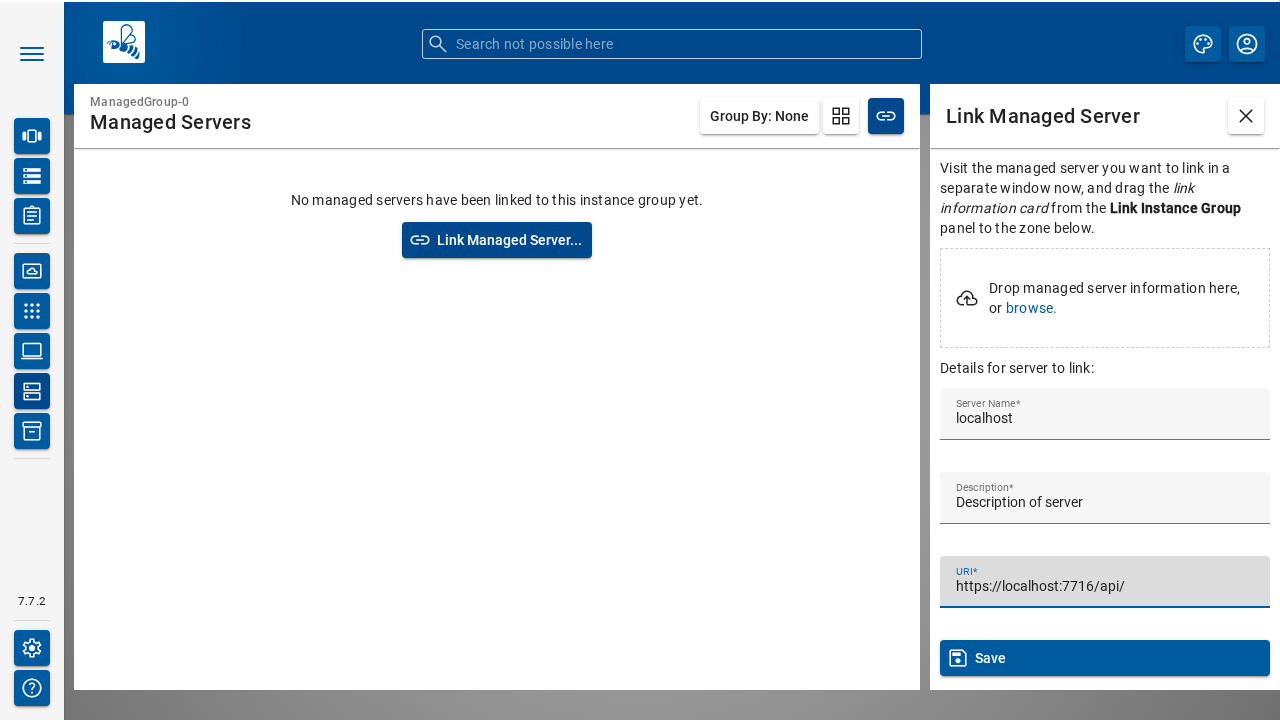 Search not possible here
ManagedGroup-0
Managed Servers
Group By: None
No managed servers have been linked to this instance group yet.
Link Managed Server...
Link Managed Server
Visit the managed server you want to link in a
separate window now, and drag the link
information card from the Link Instance Group
panel to the zone below.
Drop managed server information here,
or browse.
Details for server to link:
Server Name*
localhost
Description*
Description of server
URI*
https://localhost:7716/api/
Save
7.7.2